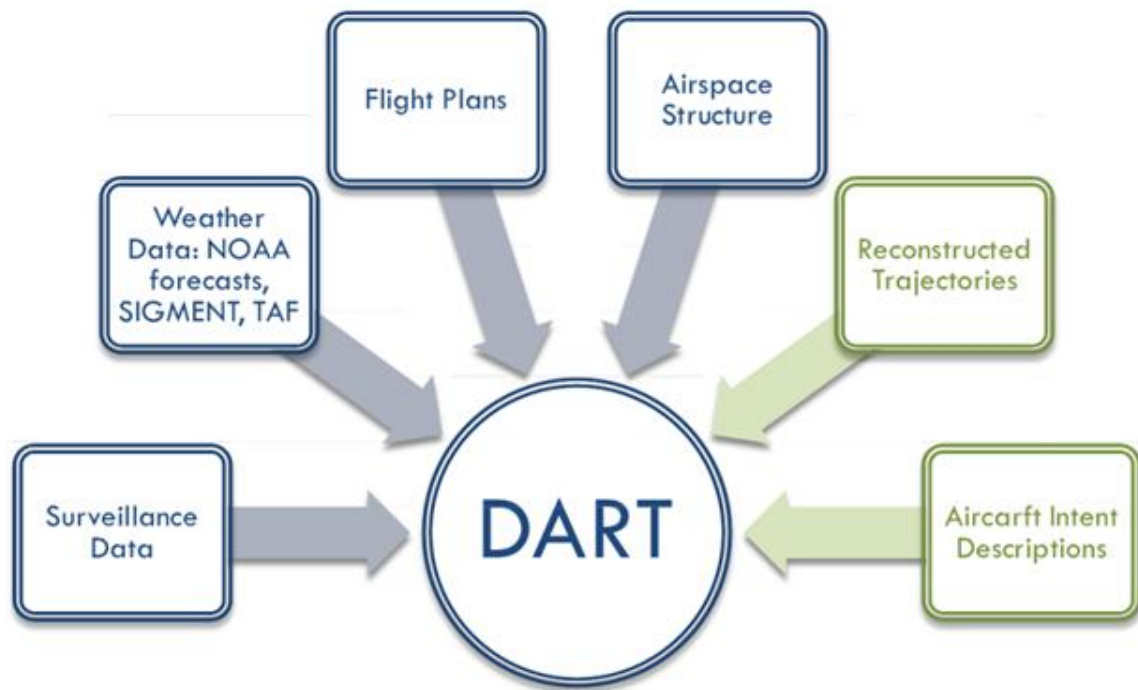 Flight Plans
Airspace
Structure
Weather
Data: NOAA
forecasts,
SIGMENT, TAF
Reconstructed
Trajectories
Surveillance
Data
DART
Aircarft Intent
Descriptions